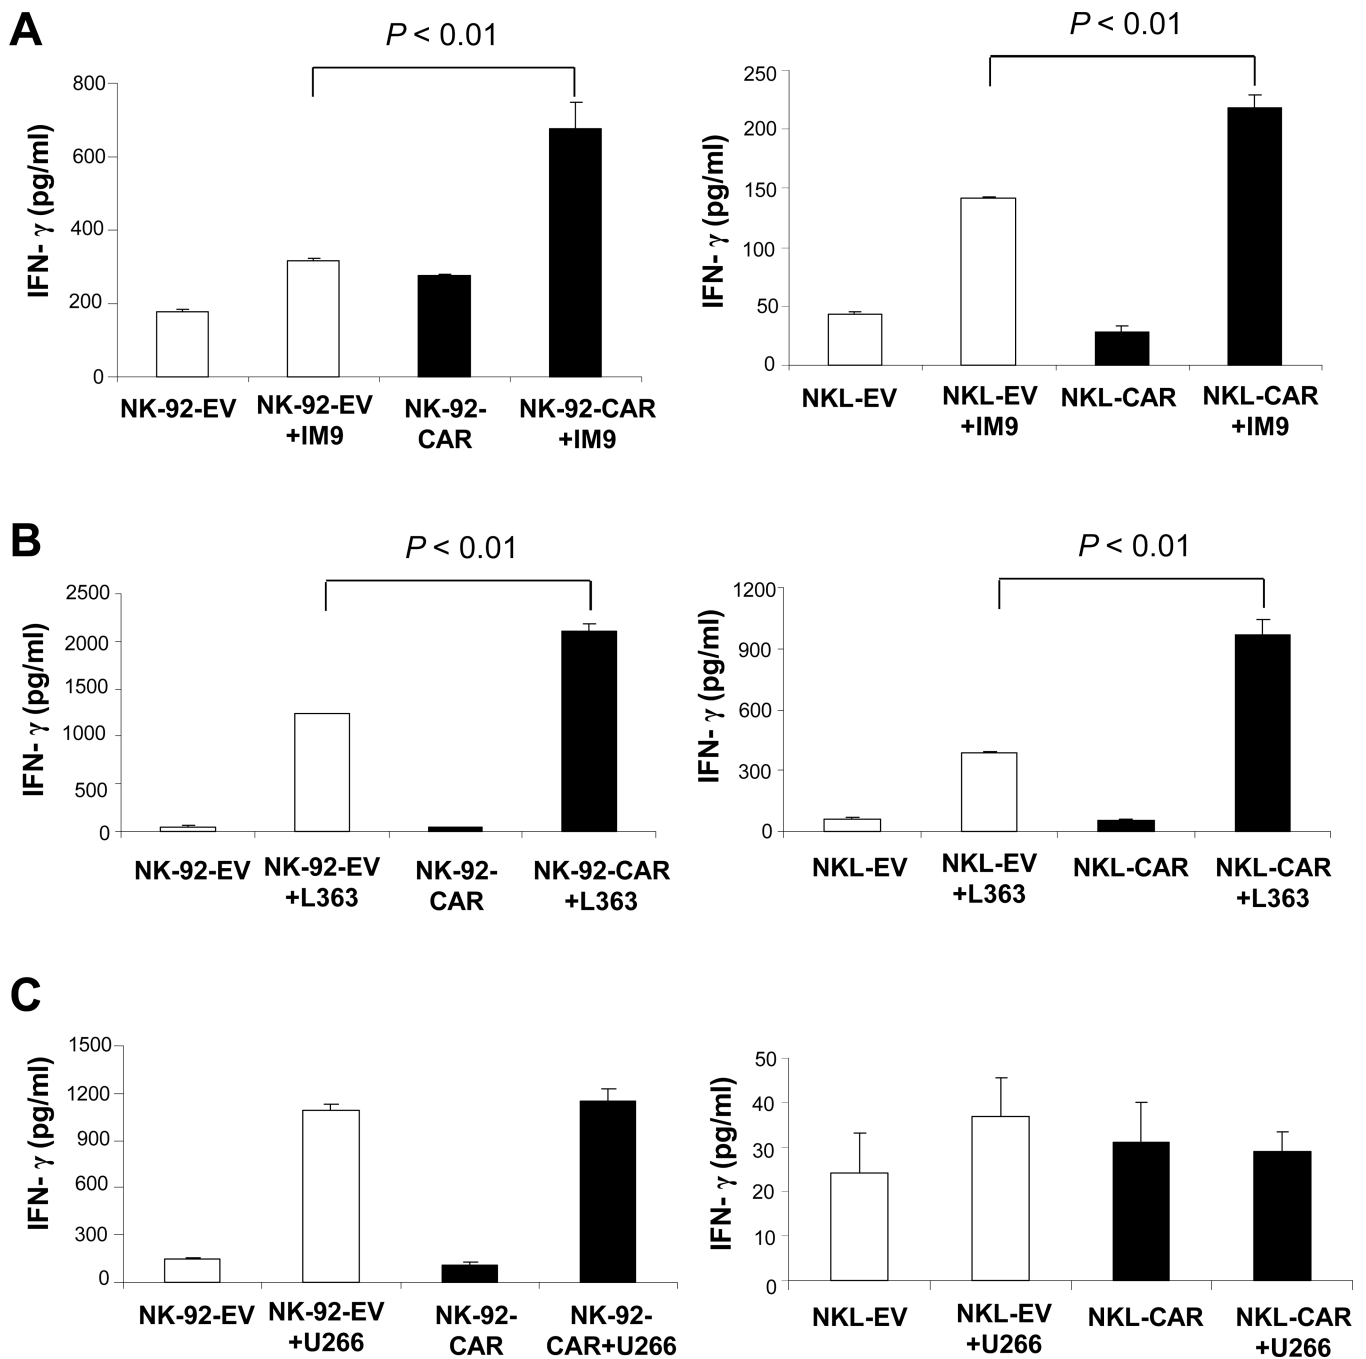 A
P < 0.01
IFN- γ (pg/ml)
800
600
400
200
0
NK-92-EV
NK-92-EV
+IM9
NK-92-
CAR
NK-92-CAR
+IM9
P < 0.01
IFN- γ (pg/ml)
250
200
150
100
50
0
NKL-EV
NKL-EV
+IM9
NKL-CAR
NKL-CAR
+IM9
B
P < 0.01
IFN- γ (pg/ml)
2500
2000
1500
1000
500
0
NK-92-EV
NK-92-EV
+L363
NK-92-
CAR
NK-92-CAR
+L363
P < 0.01
IFN- γ (pg/ml)
1200
900
600
300
0
NKL-EV
NKL-EV
+L363
NKL-CAR
NKL-CAR
+L363
C
IFN- γ (pg/ml)
1500
1200
900
600
300
0
NK-92-EV
NK-92-EV
+U266
NK-92-
CAR
NK-92-
CAR+U266
IFN- γ (pg/ml)
50
40
30
20
10
0
NKL-EV
NKL-EV
+U266
NKL-CAR
NKL-CAR
+U266